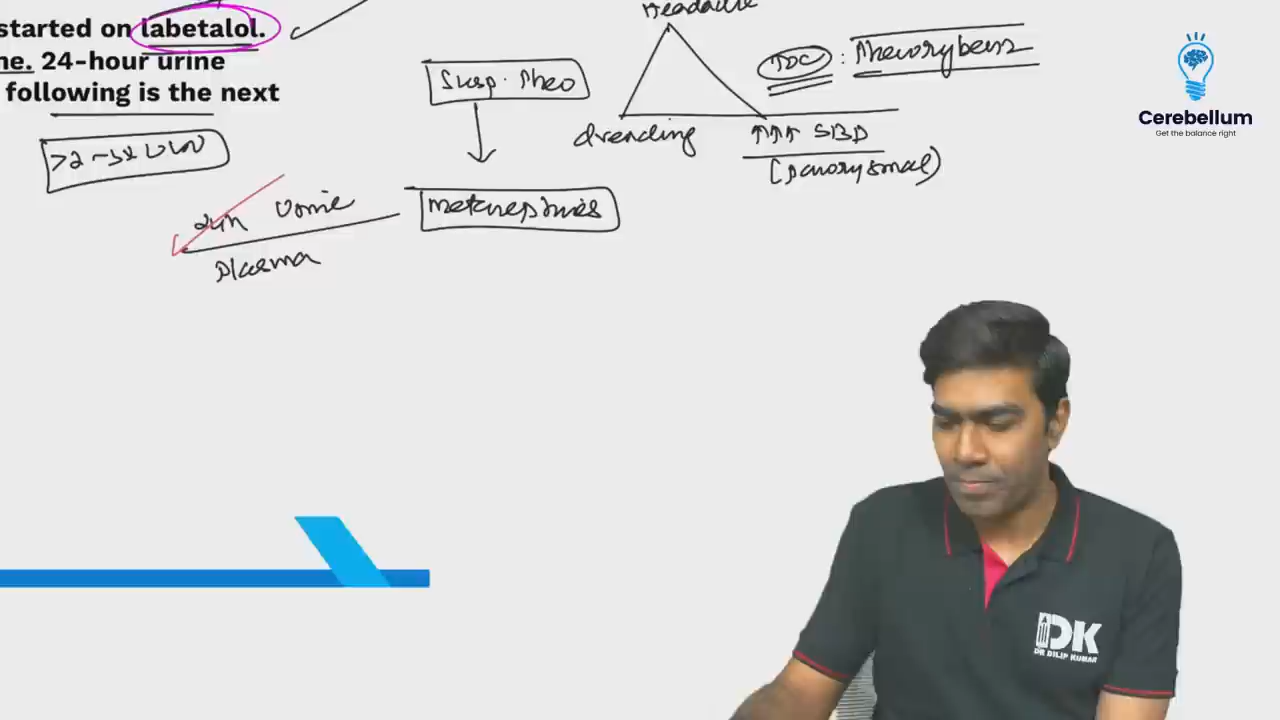 started on labetalol.
ne. 24-hour urine
following is the next
Headache
TOC : Phenoxybenz
Susp. Pheo
drenching
↑↑↑ SBP
(paroxysmal)
>2-3x ULN
24h Urine
Metanephrines
Plasma
Cerebellum
Get the balance right
DK
DR DILIP KUMAR